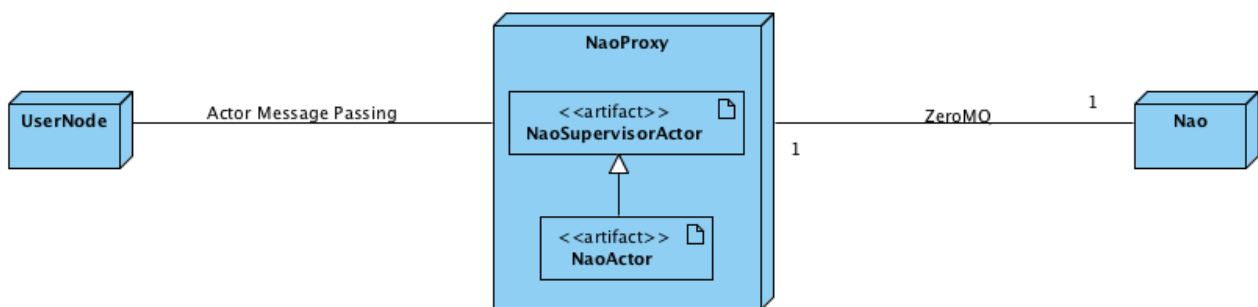 NaoProxy
<<artifact>>
NaoSupervisorActor
UserNode
Actor Message Passing
ZeroMQ
1
1
Nao
<<artifact>>
NaoActor